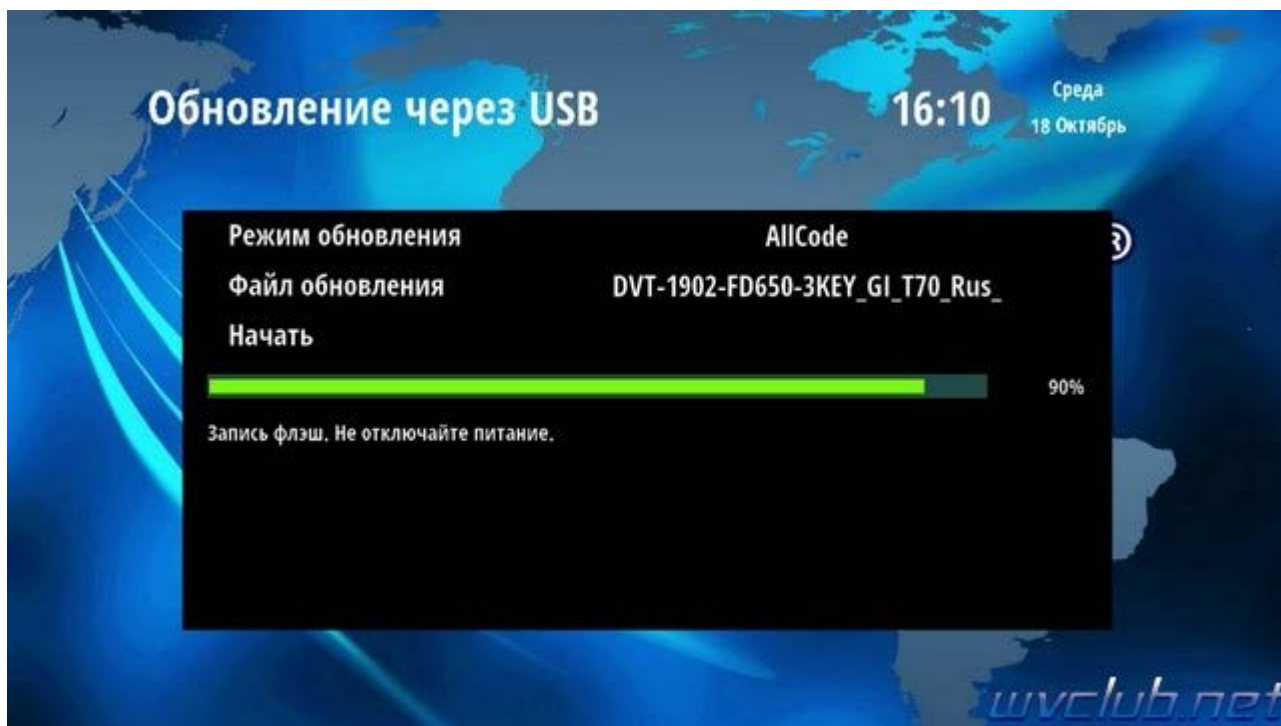 Обновление через USB
16:10
Среда
18 Октябрь
Режим обновления AllCode
Файл обновления DVT-1902-FD650-3KEY_GI_T70_Rus_
Начать
90%
Запись флэш. Не отключайте питание.
®
wvclub.net